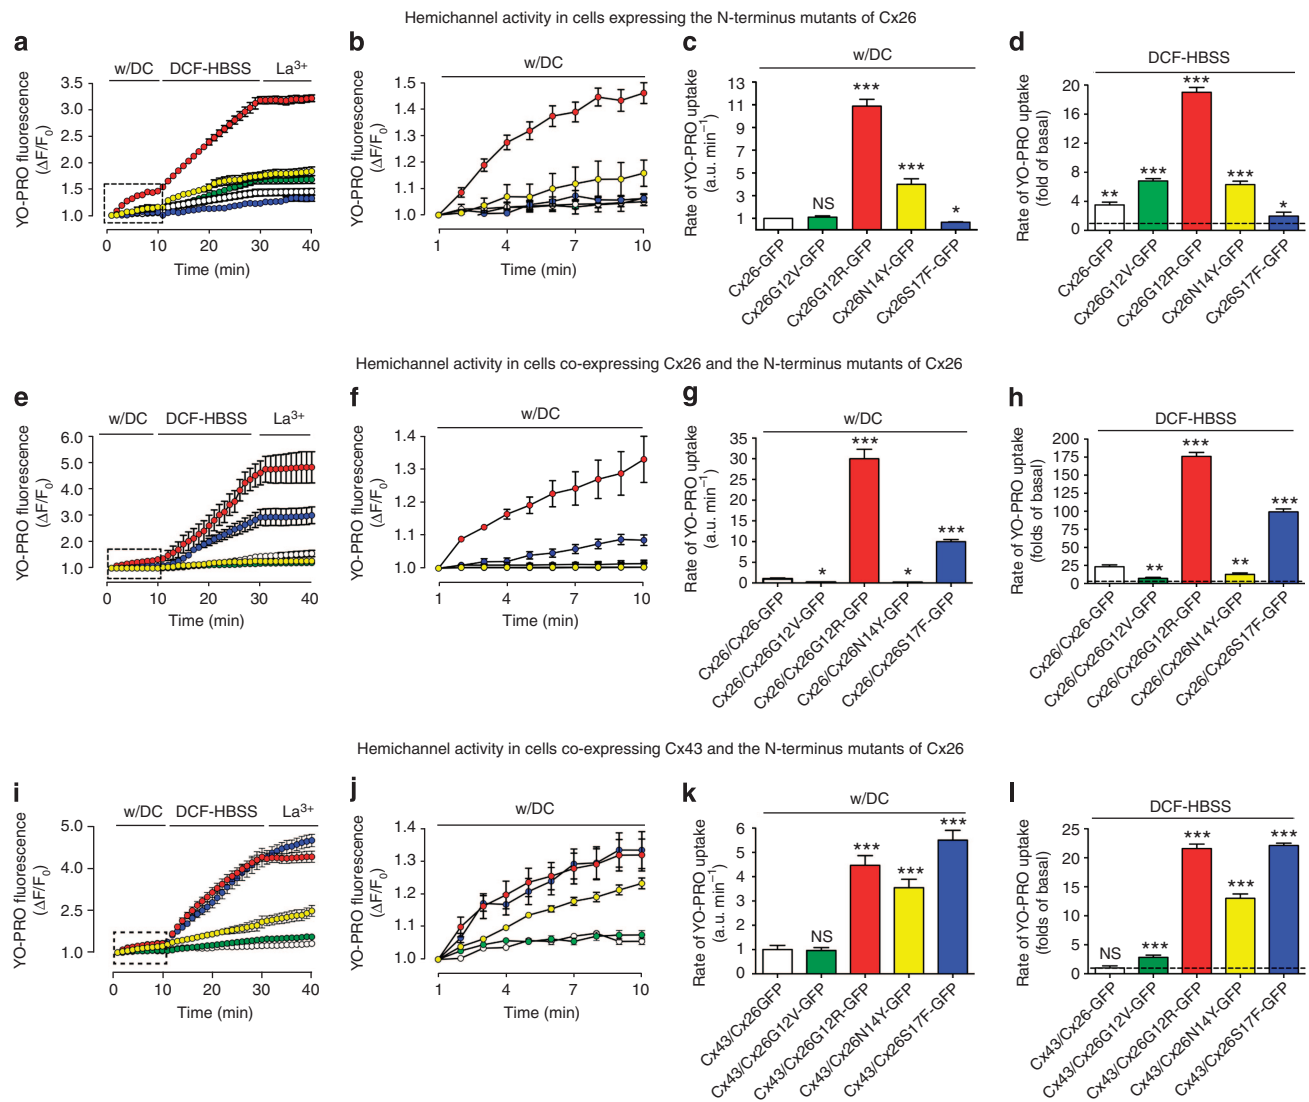 Hemichannel activity in cells expressing the N-terminus mutants of Cx26
a
w/DC DCF-HBSS La3+
YO-PRO fluorescence
(ΔF/F0)
3.5
3.0
2.5
2.0
1.5
1.0
0 10 20 30 40
Time (min)
b
w/DC
YO-PRO fluorescence
(ΔF/F0)
1.5
1.4
1.3
1.2
1.1
1.0
1 4 7 10
Time (min)
c
w/DC
Rate of YO-PRO uptake
(a.u. min−1)
13
11
9
7
5
3
1
NS *** *** *
Cx26-GFP
Cx26G12V-GFP
Cx26G12R-GFP
Cx26N14Y-GFP
Cx26S17F-GFP
d
DCF-HBSS
Rate of YO-PRO uptake
(fold of basal)
20
16
12
8
4
0
** *** *** *** *
Cx26-GFP
Cx26G12V-GFP
Cx26G12R-GFP
Cx26N14Y-GFP
Cx26S17F-GFP
Hemichannel activity in cells co-expressing Cx26 and the N-terminus mutants of Cx26
e
w/DC DCF-HBSS La3+
YO-PRO fluorescence
(ΔF/F0)
6.0
5.0
4.0
3.0
2.0
1.0
0 10 20 30 40
Time (min)
f
w/DC
YO-PRO fluorescence
(ΔF/F0)
1.4
1.3
1.2
1.0
1 4 7 10
Time (min)
g
w/DC
Rate of YO-PRO uptake
(a.u. min−1)
35
30
25
20
15
10
5
0
* *** * ***
Cx26/Cx26-GFP
Cx26/Cx26G12V-GFP
Cx26/Cx26G12R-GFP
Cx26/Cx26N14Y-GFP
Cx26/Cx26S17F-GFP
h
DCF-HBSS
Rate of YO-PRO uptake
(folds of basal)
200
175
150
125
100
75
50
25
0
** *** ** ***
Cx26/Cx26-GFP
Cx26/Cx26G12V-GFP
Cx26/Cx26G12R-GFP
Cx26/Cx26N14Y-GFP
Cx26/Cx26S17F-GFP
Hemichannel activity in cells co-expressing Cx43 and the N-terminus mutants of Cx26
i
w/DC DCF-HBSS La3+
YO-PRO fluorescence
(ΔF/F0)
5.0
4.0
2.5
1.0
0 10 20 30 40
Time (min)
j
w/DC
YO-PRO fluorescence
(ΔF/F0)
1.4
1.3
1.2
1.0
1 4 7 10
Time (min)
k
w/DC
Rate of YO-PRO uptake
(a.u. min−1)
6
5
4
3
2
1
0
NS *** *** ***
Cx43/Cx26GFP
Cx43/Cx26G12V-GFP
Cx43/Cx26G12R-GFP
Cx43/Cx26N14Y-GFP
Cx43/Cx26S17F-GFP
l
DCF-HBSS
Rate of YO-PRO uptake
(folds of basal)
25
20
15
10
5
0
NS *** *** *** ***
Cx43/Cx26-GFP
Cx43/Cx26G12V-GFP
Cx43/Cx26G12R-GFP
Cx43/Cx26N14Y-GFP
Cx43/Cx26S17F-GFP